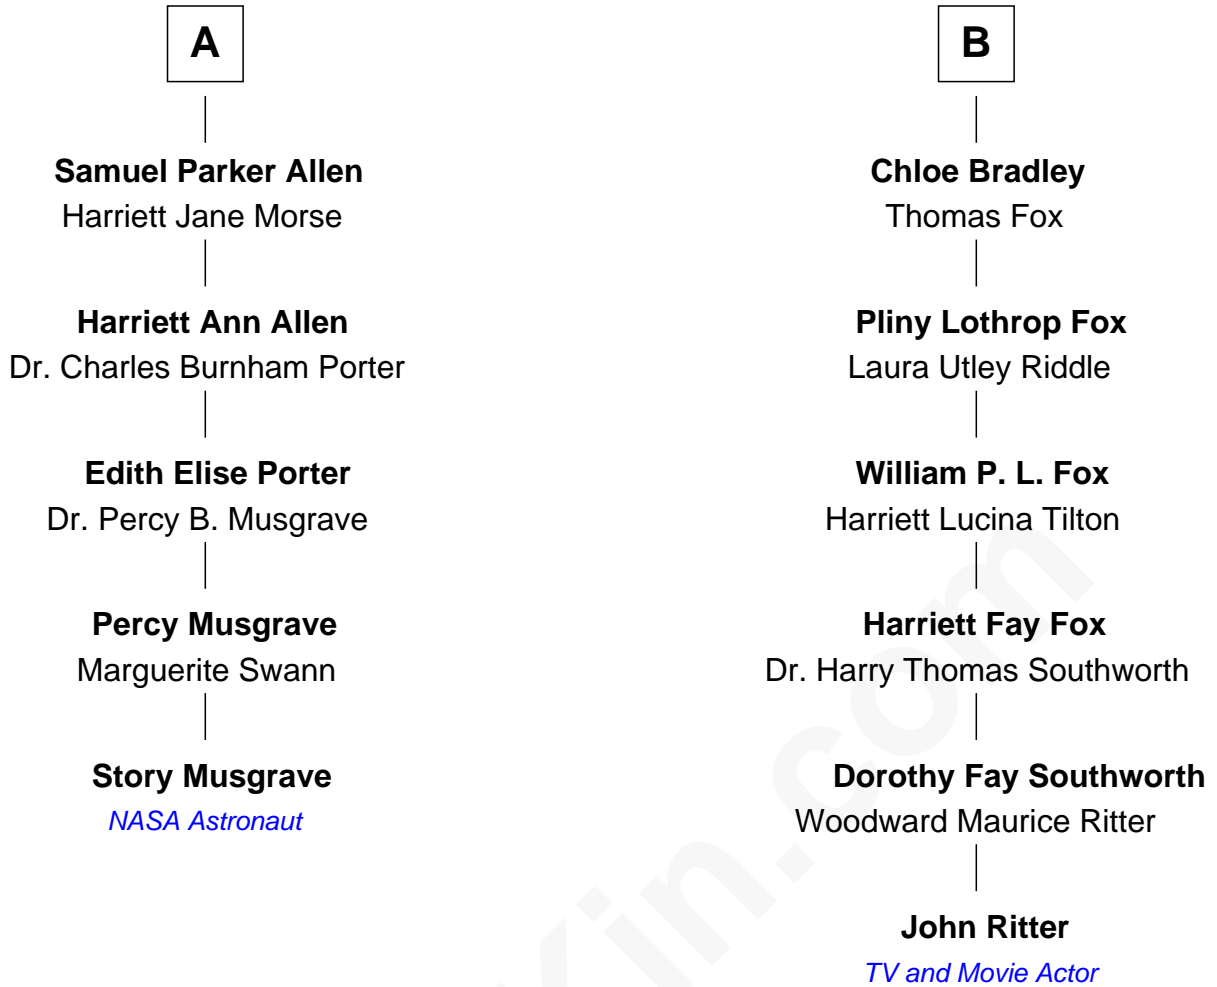 A
Samuel Parker Allen
Harriett Jane Morse
Harriett Ann Allen
Dr. Charles Burnham Porter
Edith Elise Porter
Dr. Percy B. Musgrave
Percy Musgrave
Marguerite Swann
Story Musgrave
NASA Astronaut
B
Chloe Bradley
Thomas Fox
Pliny Lothrop Fox
Laura Utley Riddle
William P. L. Fox
Harriett Lucina Tilton
Harriett Fay Fox
Dr. Harry Thomas Southworth
Dorothy Fay Southworth
Woodward Maurice Ritter
John Ritter
TV and Movie Actor
in.com